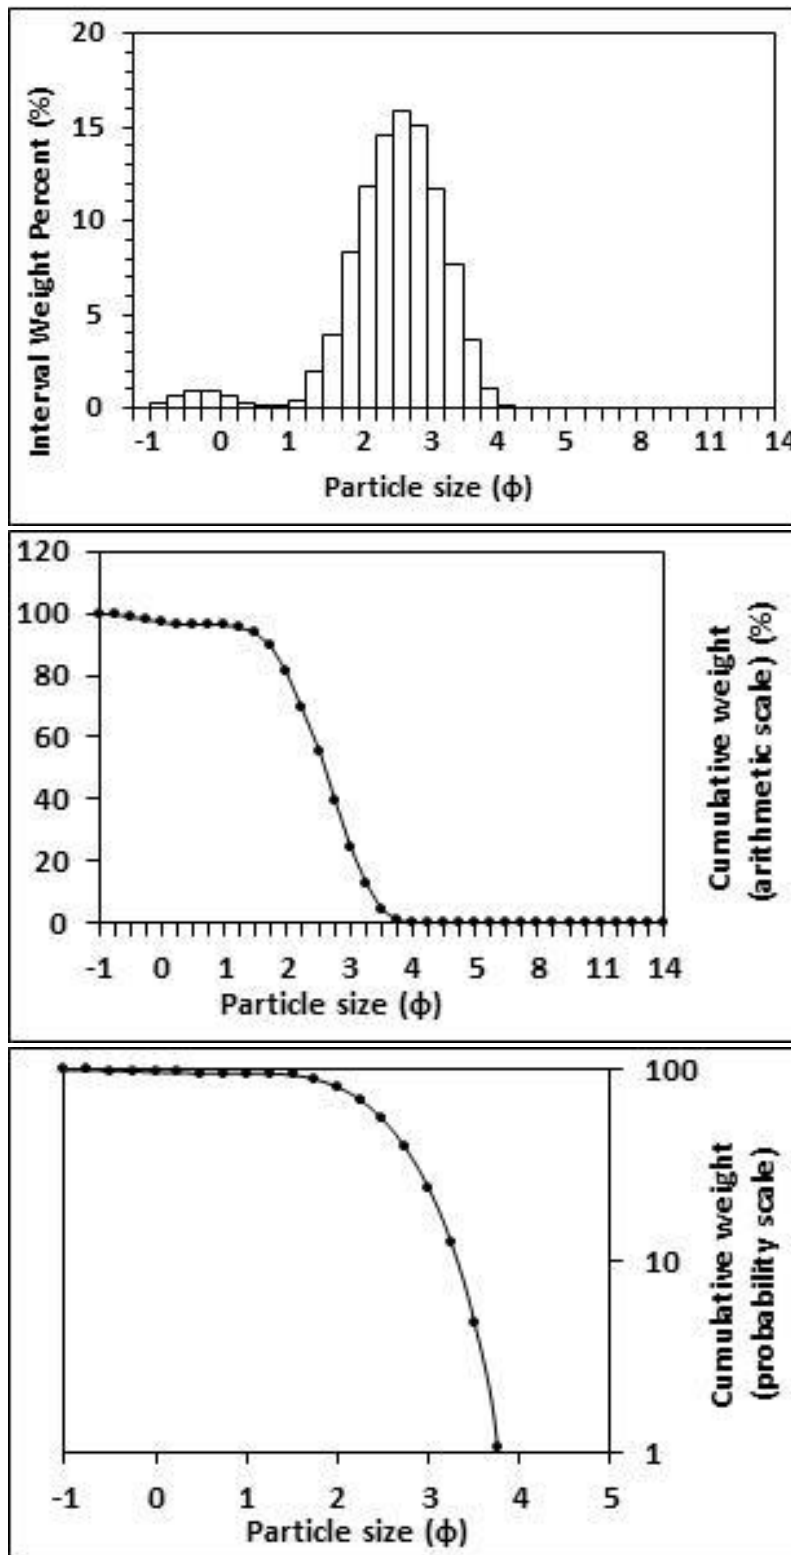 Interval Weight Percent (%)
20
15
10
5
0
-1 0 1 2 3 4 5 8 11 14
Particle size (ϕ)
120
100
80
60
40
20
0
-1 0 1 2 3 4 5 8 11 14
Particle size (ϕ)
Cumulative weight
(arithmetic scale) (%)
100
10
1
-1 0 1 2 3 4 5
Particle size (ϕ)
Cumulative weight
(probability scale)